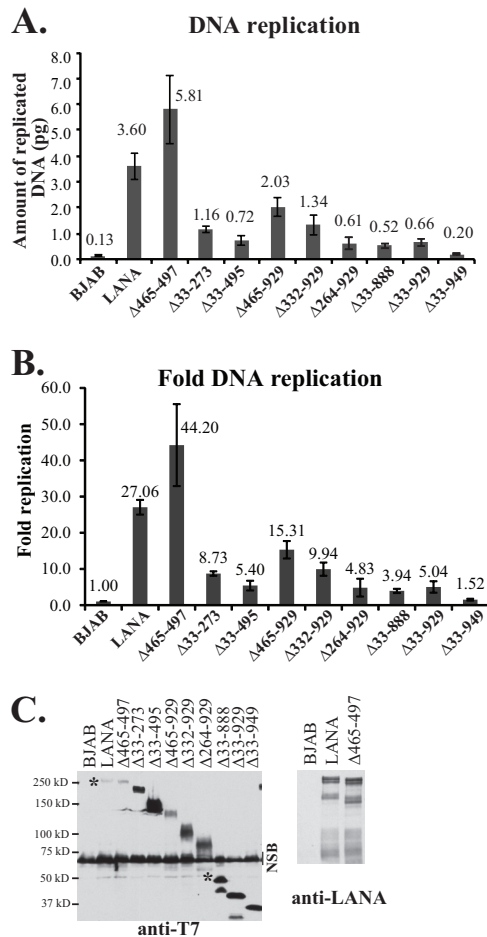 A.
DNA replication
Amount of replicated
DNA (pg)
8.0
7.0
6.0
5.0
4.0
3.0
2.0
1.0
0.0
0.13
3.60
5.81
1.16
0.72
2.03
1.34
0.61
0.52
0.66
0.20
BJAB
LANA
Δ465-497
Δ33-273
Δ33-495
Δ465-929
Δ332-929
Δ264-929
Δ33-888
Δ33-929
Δ33-949
B.
Fold DNA replication
Fold replication
60.0
50.0
40.0
30.0
20.0
10.0
0.0
1.00
27.06
44.20
8.73
5.40
15.31
9.94
4.83
3.94
5.04
1.52
BJAB
LANA
Δ465-497
Δ33-273
Δ33-495
Δ465-929
Δ332-929
Δ264-929
Δ33-888
Δ33-929
Δ33-949
C.
BJAB
LANA
Δ465-497
Δ33-273
Δ33-495
Δ465-929
Δ332-929
Δ264-929
Δ33-888
Δ33-929
Δ33-949
250 kD
*
150 kD
100 kD
75 kD
50 kD
*
37 kD
NSB
anti-T7
BJAB
LANA
Δ465-497
anti-LANA